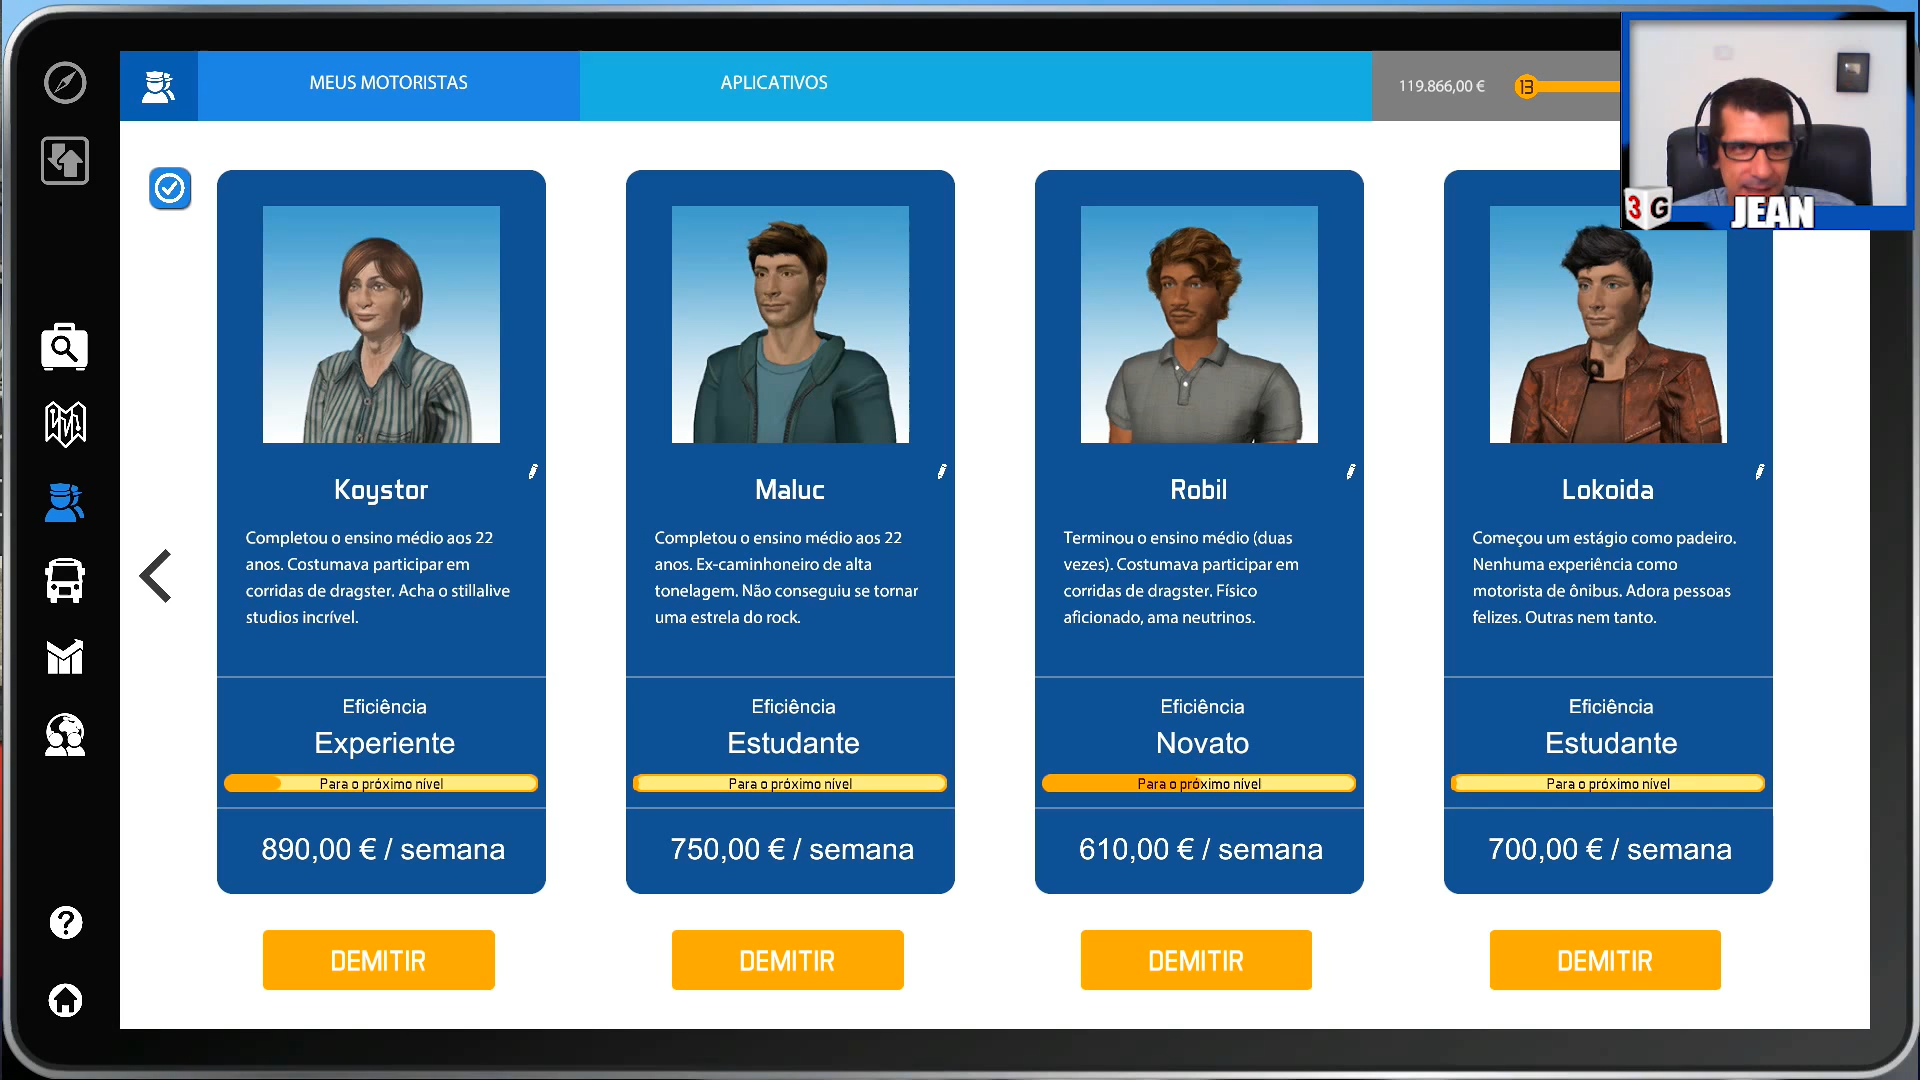 MEUS MOTORISTAS
APLICATIVOS
119.866,00 €
13
3 G
JEAN
Koystor
Completou o ensino médio aos 22
anos. Costumava participar em
corridas de dragster. Acha o stillalive
studios incrível.
Eficiência
Experiente
Para o próximo nível
890,00 € / semana
DEMITIR
Maluc
Completou o ensino médio aos 22
anos. Ex-caminhoneiro de alta
tonelagem. Não conseguiu se tornar
uma estrela do rock.
Eficiência
Estudante
Para o próximo nível
750,00 € / semana
DEMITIR
Robil
Terminou o ensino médio (duas
vezes). Costumava participar em
corridas de dragster. Físico
aficionado, ama neutrinos.
Eficiência
Novato
Para o próximo nível
610,00 € / semana
DEMITIR
Lokoida
Começou um estágio como padeiro.
Nenhuma experiência como
motorista de ônibus. Adora pessoas
felizes. Outras nem tanto.
Eficiência
Estudante
Para o próximo nível
700,00 € / semana
DEMITIR